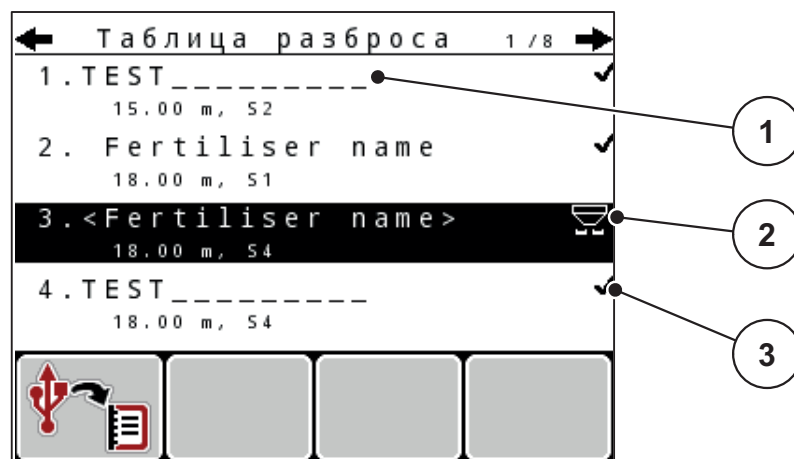 Таблица разброса 1/8
1.TEST_________
15.00 m, S2
2. Fertiliser name
18.00 m, S1
3.<Fertiliser name>
18.00 m, S4
4.TEST_________
18.00 m, S4
1
2
3